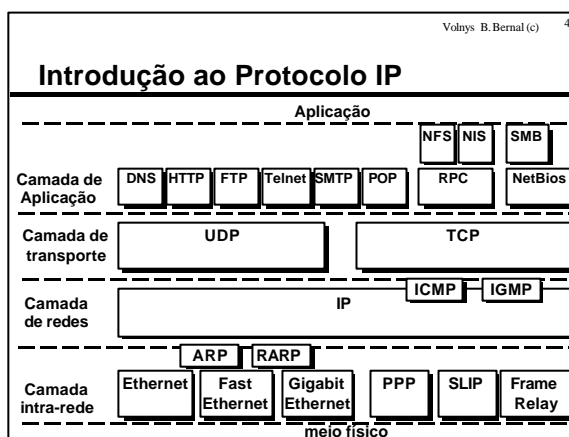 Volnys B.Bernal (c) 4
Introdução ao Protocolo IP
Aplicação
NFS NIS SMB
Camada de Aplicação
DNS HTTP FTP Telnet SMTP POP RPC NetBios
Camada de transporte
UDP TCP
ICMP IGMP
Camada de redes
IP
ARP RARP
Camada intra-rede
Ethernet Fast Ethernet Gigabit Ethernet PPP SLIP Frame Relay
meio físico